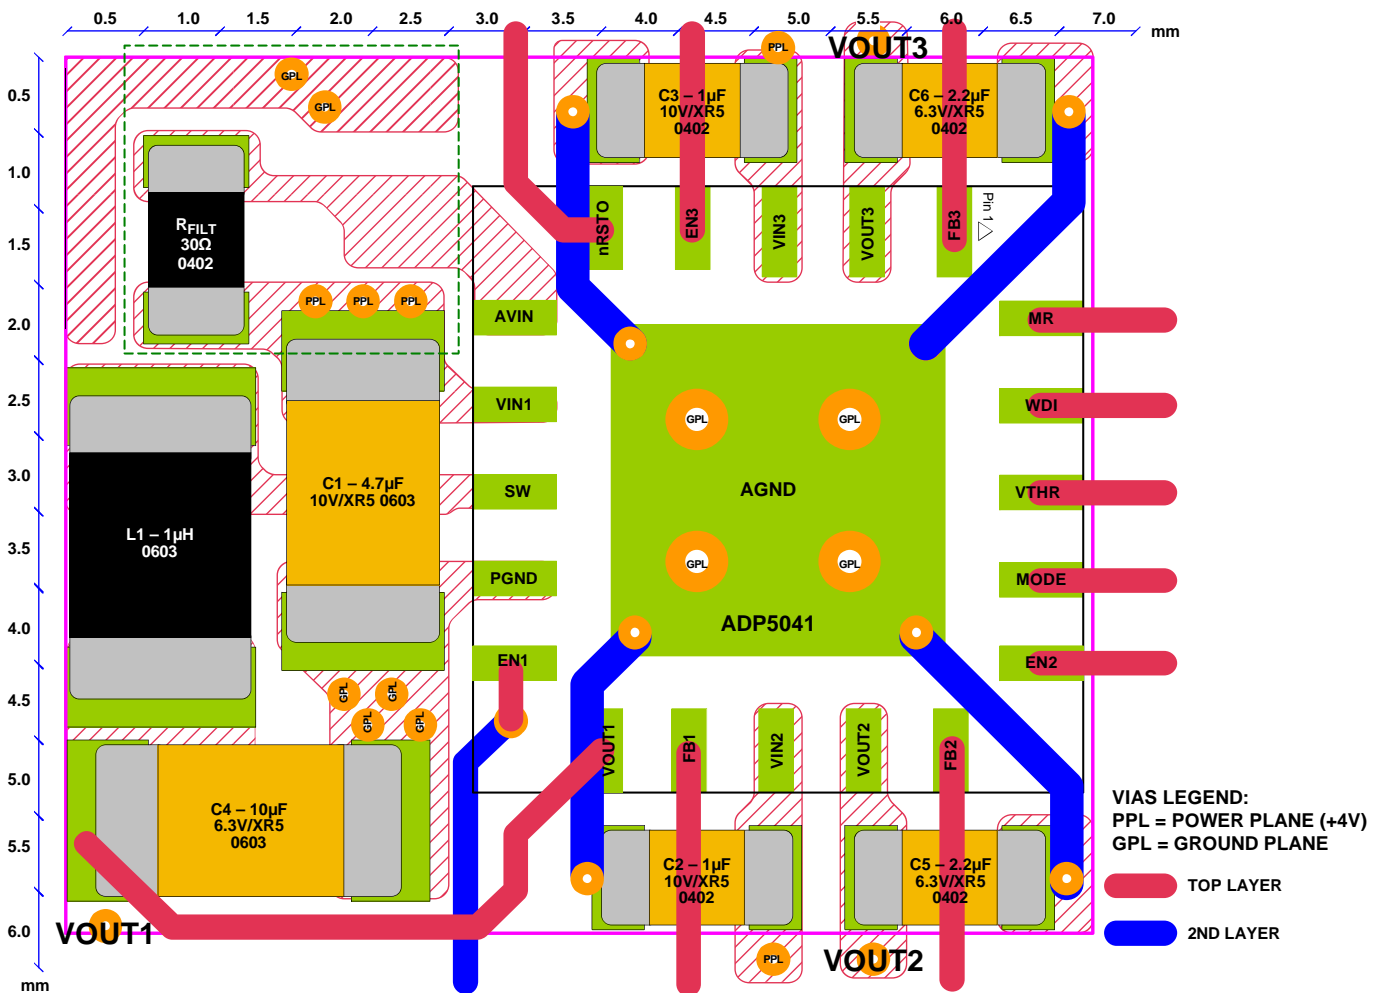 0.5 1.0 1.5 2.0 2.5 3.0 3.5 4.0 4.5 5.0 5.5 6.0 6.5 7.0
mm
0.5
1.0
1.5
2.0
2.5
3.0
3.5
4.0
4.5
5.0
5.5
6.0
mm
GPL
GPL
RFILT
30Ω
0402
PPL PPL PPL
L1 – 1µH
0603
C1 – 4.7µF
10V/XR5 0603
GPL GPL
GPL GPL
C4 – 10µF
6.3V/XR5
0603
VOUT1
PPL
VOUT3
C3 – 1µF
10V/XR5
0402
C6 – 2.2µF
6.3V/XR5
0402
nRSTO
EN3
VIN3
VOUT3
FB3
Pin 1
AVIN
VIN1
SW
PGND
EN1
MR
WDI
VTHR
MODE
EN2
GPL GPL
AGND
GPL GPL
ADP5041
VOUT1
FB1
VIN2
VOUT2
FB2
C2 – 1µF
10V/XR5
0402
C5 – 2.2µF
6.3V/XR5
0402
PPL
VOUT2
VIAS LEGEND:
PPL = POWER PLANE (+4V)
GPL = GROUND PLANE
TOP LAYER
2ND LAYER